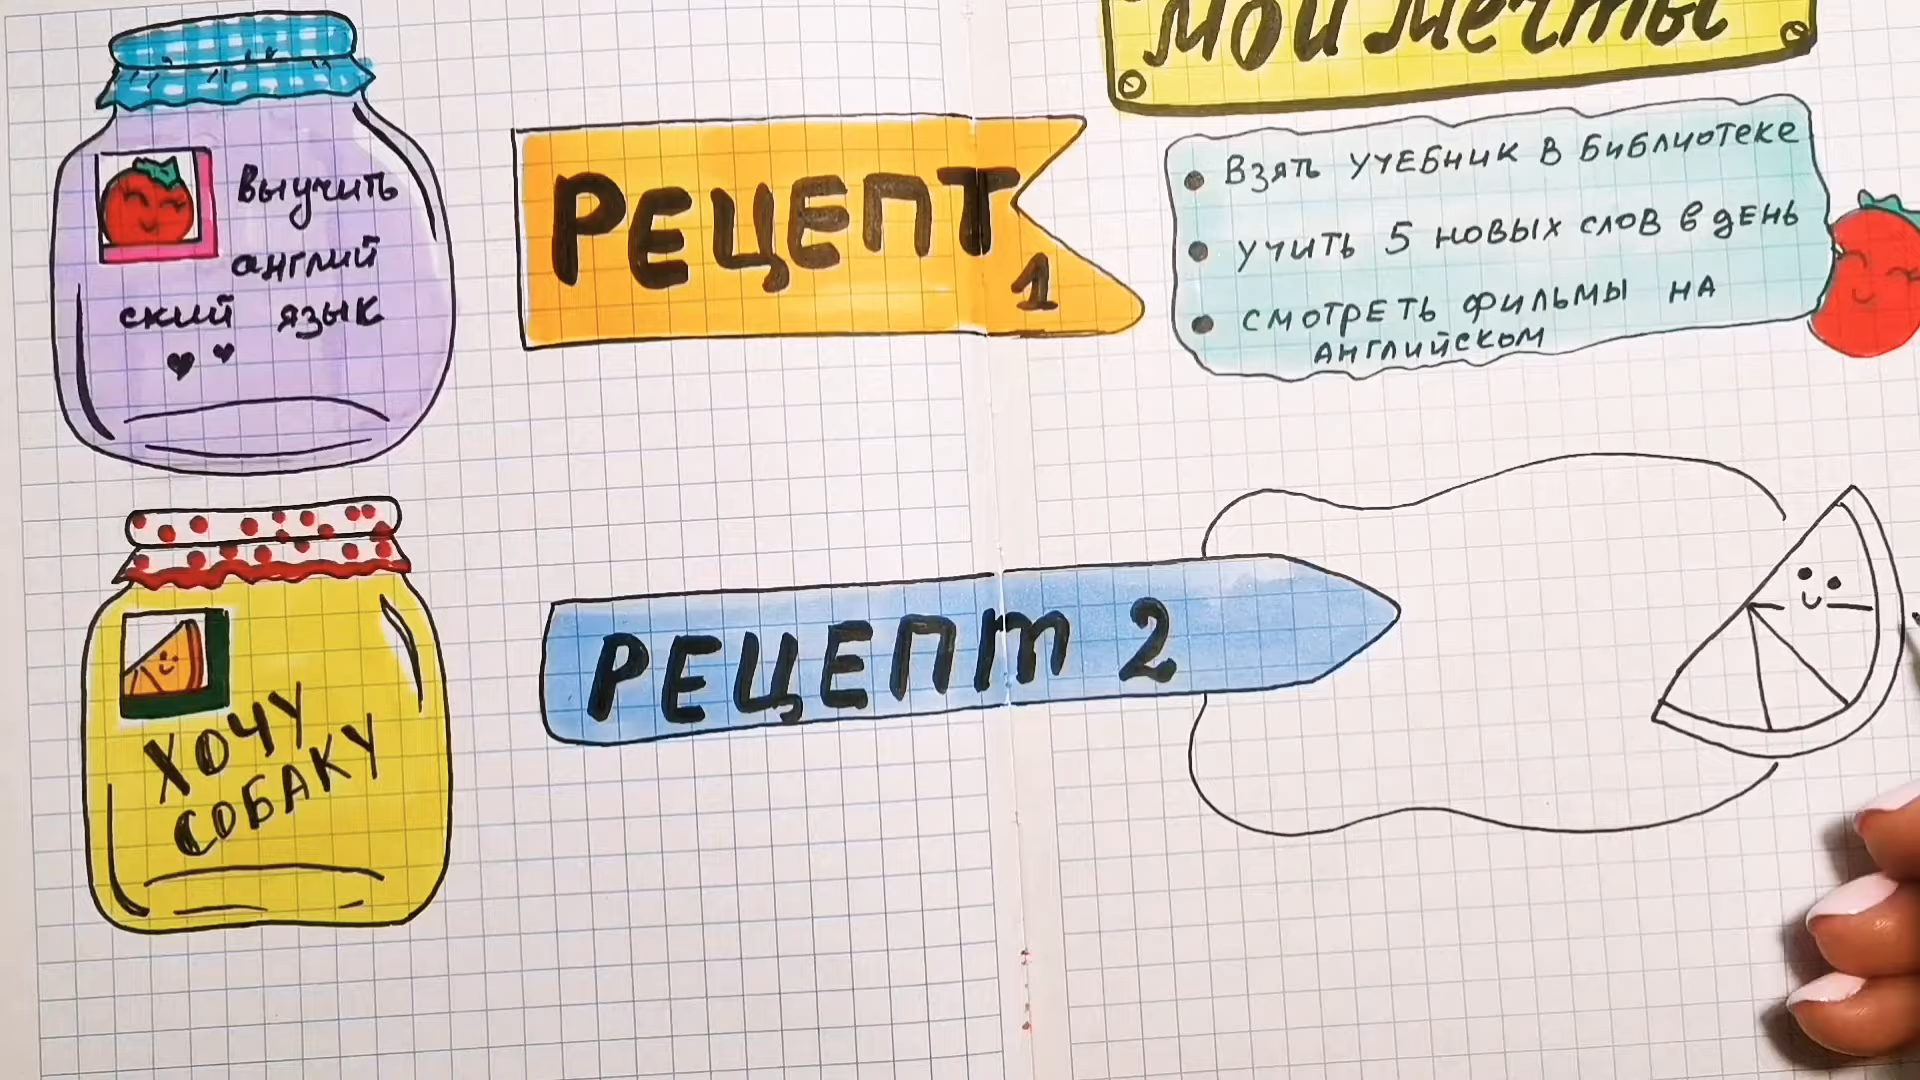 мои мечты
Выучить
англий
ский язык
РЕЦЕПТ
1
• Взять учебник в библиотеке
• учить 5 новых слов в день
• смотреть фильмы на
английском
ХОЧУ
СОБАКУ
РЕЦЕПТ 2